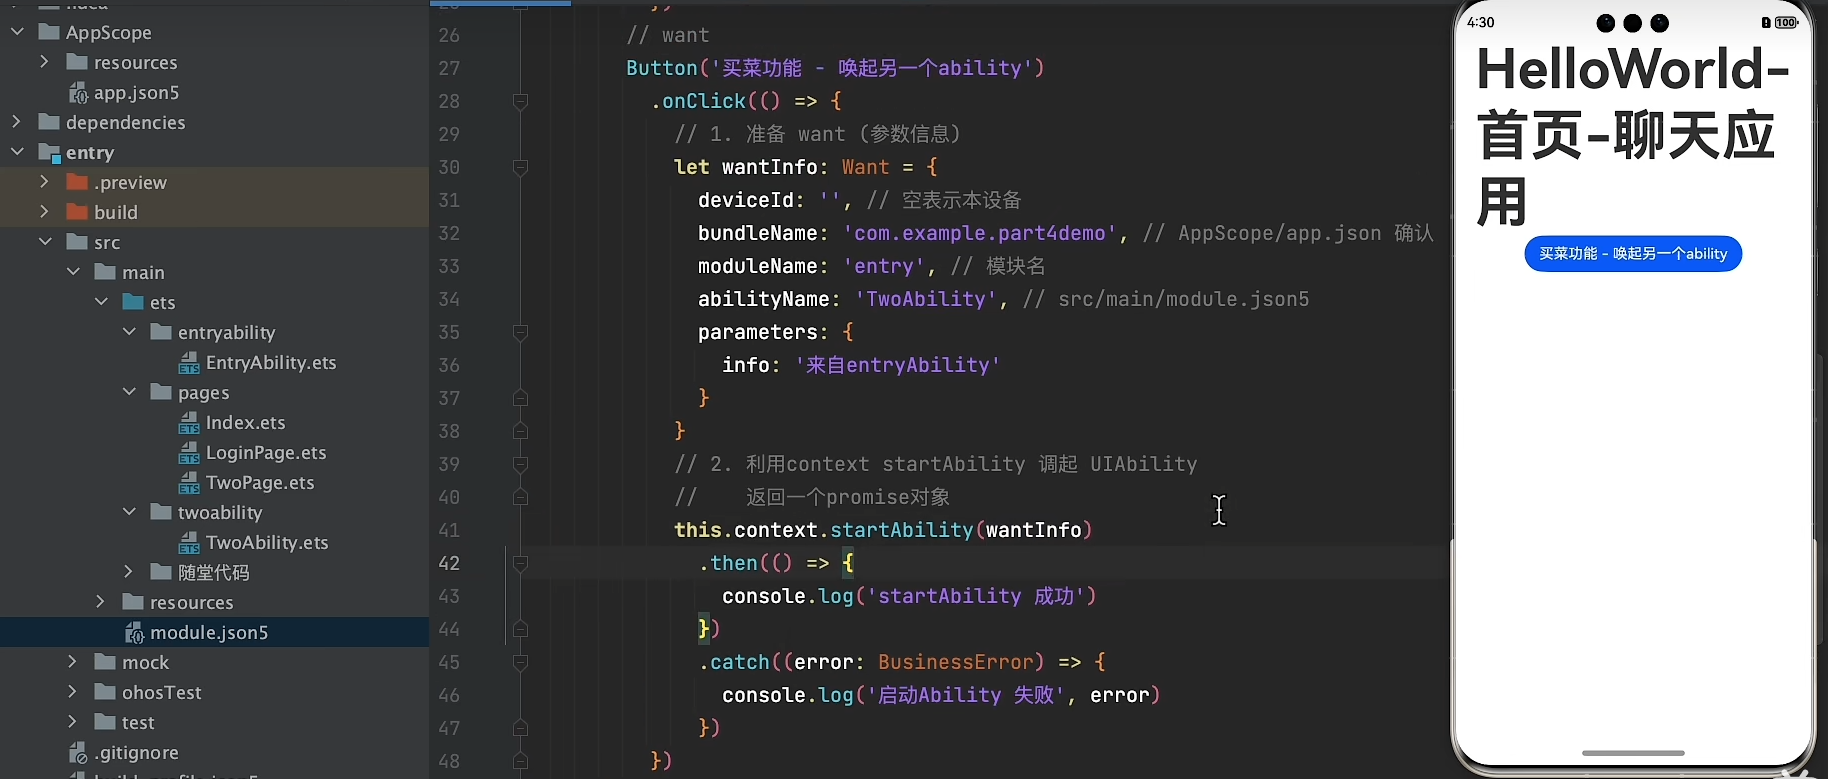 AppScope
resources
app.json5
dependencies
entry
.preview
build
src
main
ets
entryability
EntryAbility.ets
pages
Index.ets
LoginPage.ets
TwoPage.ets
twoability
TwoAbility.ets
随堂代码
resources
module.json5
mock
ohosTest
test
.gitignore
26 // want
27 Button('买菜功能 - 唤起另一个ability')
28 .onClick(() => {
29 // 1. 准备 want (参数信息)
30 let wantInfo: Want = {
31 deviceId: '', // 空表示本设备
32 bundleName: 'com.example.part4demo', // AppScope/app.json 确认
33 moduleName: 'entry', // 模块名
34 abilityName: 'TwoAbility', // src/main/module.json5
35 parameters: {
36 info: '来自entryAbility'
37 }
38 }
39 // 2. 利用context startAbility 调起 UIAbility
40 // 返回一个promise对象
41 this.context.startAbility(wantInfo)
42 .then(() => {
43 console.log('startAbility 成功')
44 })
45 .catch((error: BusinessError) => {
46 console.log('启动Ability 失败', error)
47 })
48 })
4:30
100
HelloWorld-
首页-聊天应
用
买菜功能 - 唤起另一个ability